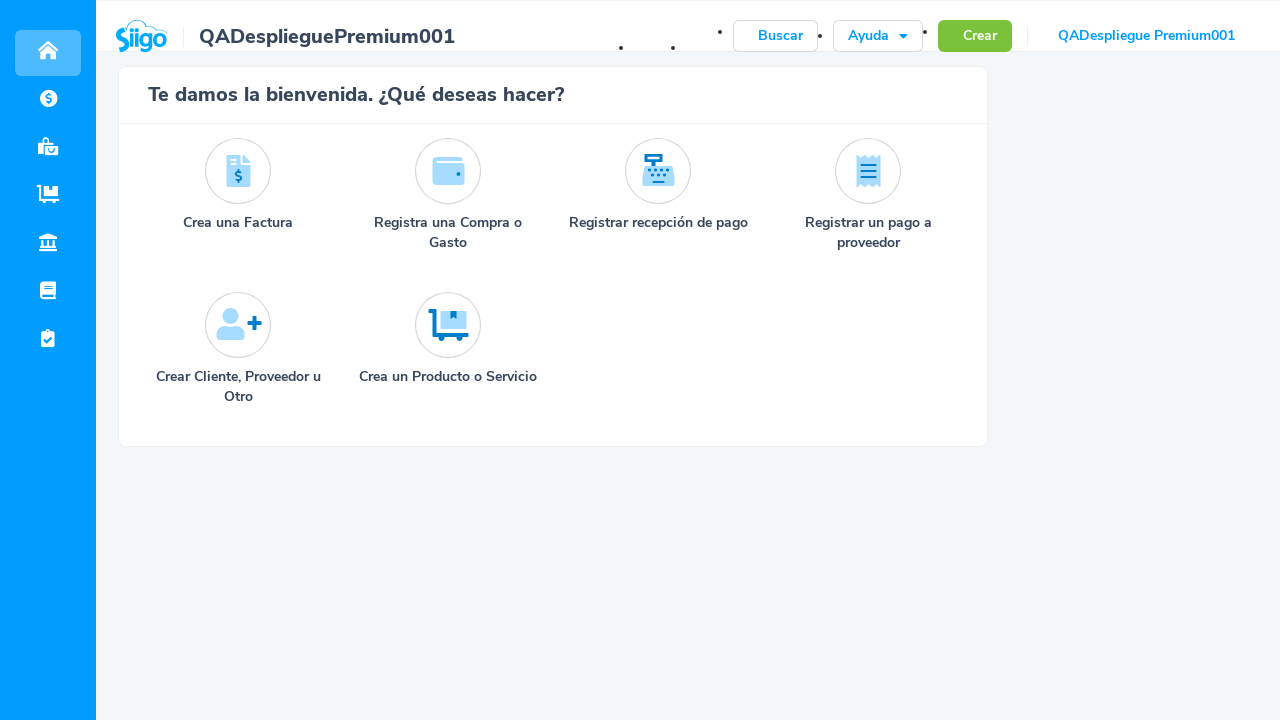 Siigo
QADesplieguePremium001
Buscar
Ayuda
Crear
QADespliegue Premium001
Te damos la bienvenida. ¿Qué deseas hacer?
Crea una Factura
Registra una Compra o
Gasto
Registrar recepción de pago
Registrar un pago a
proveedor
Crear Cliente, Proveedor u
Otro
Crea un Producto o Servicio